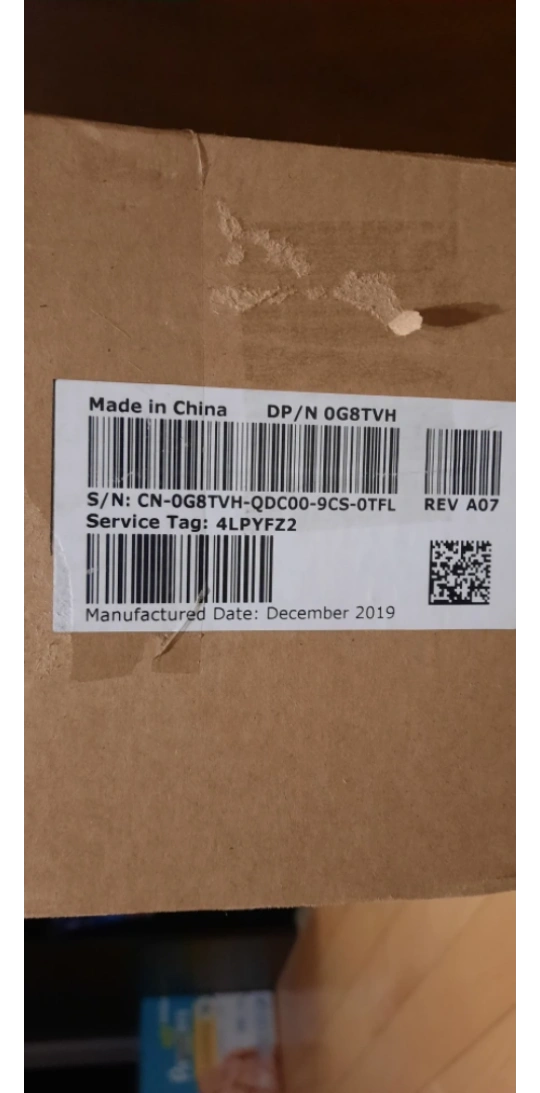 Made in China DP/N 0G8TVH
S/N: CN-0G8TVH-QDC00-9CS-0TFL REV A07
Service Tag: 4LPYFZ2
Manufactured Date: December 2019